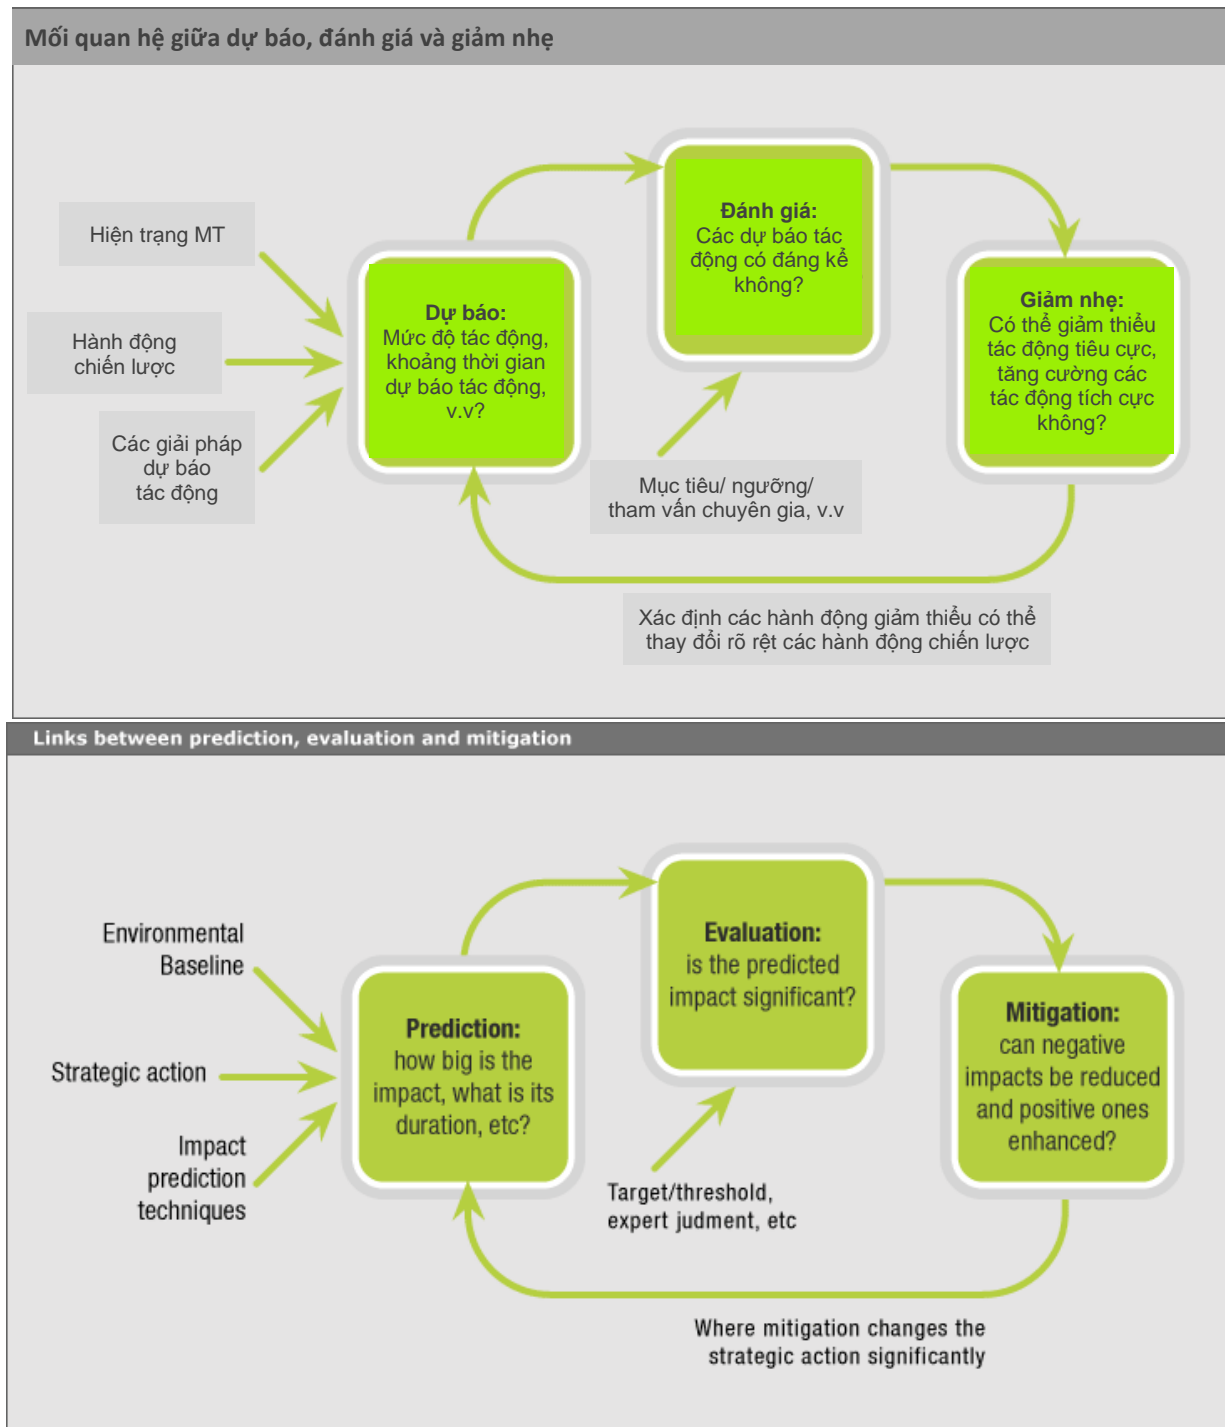 Mối quan hệ giữa dự báo, đánh giá và giảm nhẹ
Hiện trạng MT
Hành động
chiến lược
Các giải pháp
dự báo
tác động
Dự báo:
Mức độ tác động,
khoảng thời gian
dự báo tác động,
v.v?
Đánh giá:
Các dự báo tác
động có đáng kể
không?
Mục tiêu/ ngưỡng/
tham vấn chuyên gia, v.v
Giảm nhẹ:
Có thể giảm thiểu
tác động tiêu cực,
tăng cường các
tác động tích cực
không?
Xác định các hành động giảm thiểu có thể
thay đổi rõ rệt các hành động chiến lược
Links between prediction, evaluation and mitigation
Environmental
Baseline
Strategic action
Impact
prediction
techniques
Prediction:
how big is the
impact, what is its
duration, etc?
Evaluation:
is the predicted
impact significant?
Target/threshold,
expert judment, etc
Mitigation:
can negative
impacts be reduced
and positive ones
enhanced?
Where mitigation changes the
strategic action significantly